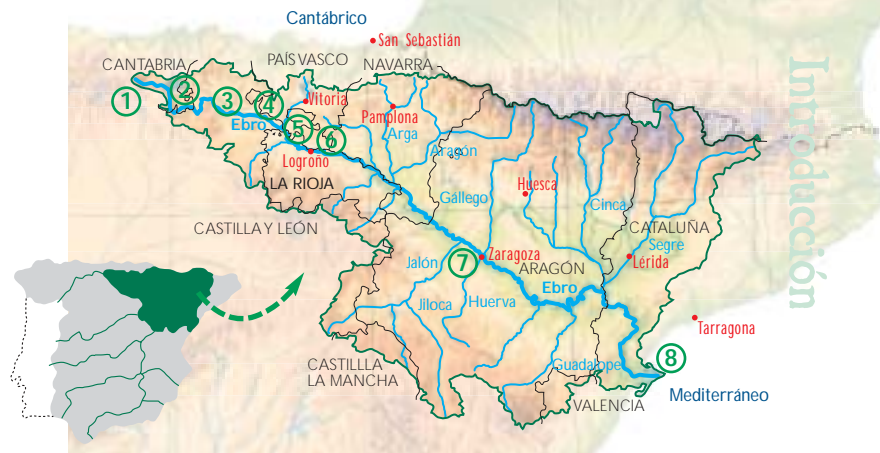 Cantábrico
San Sebastián
CANTABRIA
PAÍS VASCO
NAVARRA
1
2
3
4
Vitoria
Pamplona
Ebro
5
6
Arga
Aragón
Logroño
LA RIOJA
Gállego
Huesca
Cinca
CASTILLA Y LEÓN
CATALUÑA
Segre
Jalón
7
Zaragoza
ARAGÓN
Lérida
Ebro
Jiloca
Huerva
Tarragona
CASTILLLA
LA MANCHA
Guadalope
8
Mediterráneo
VALENCIA
Introducción